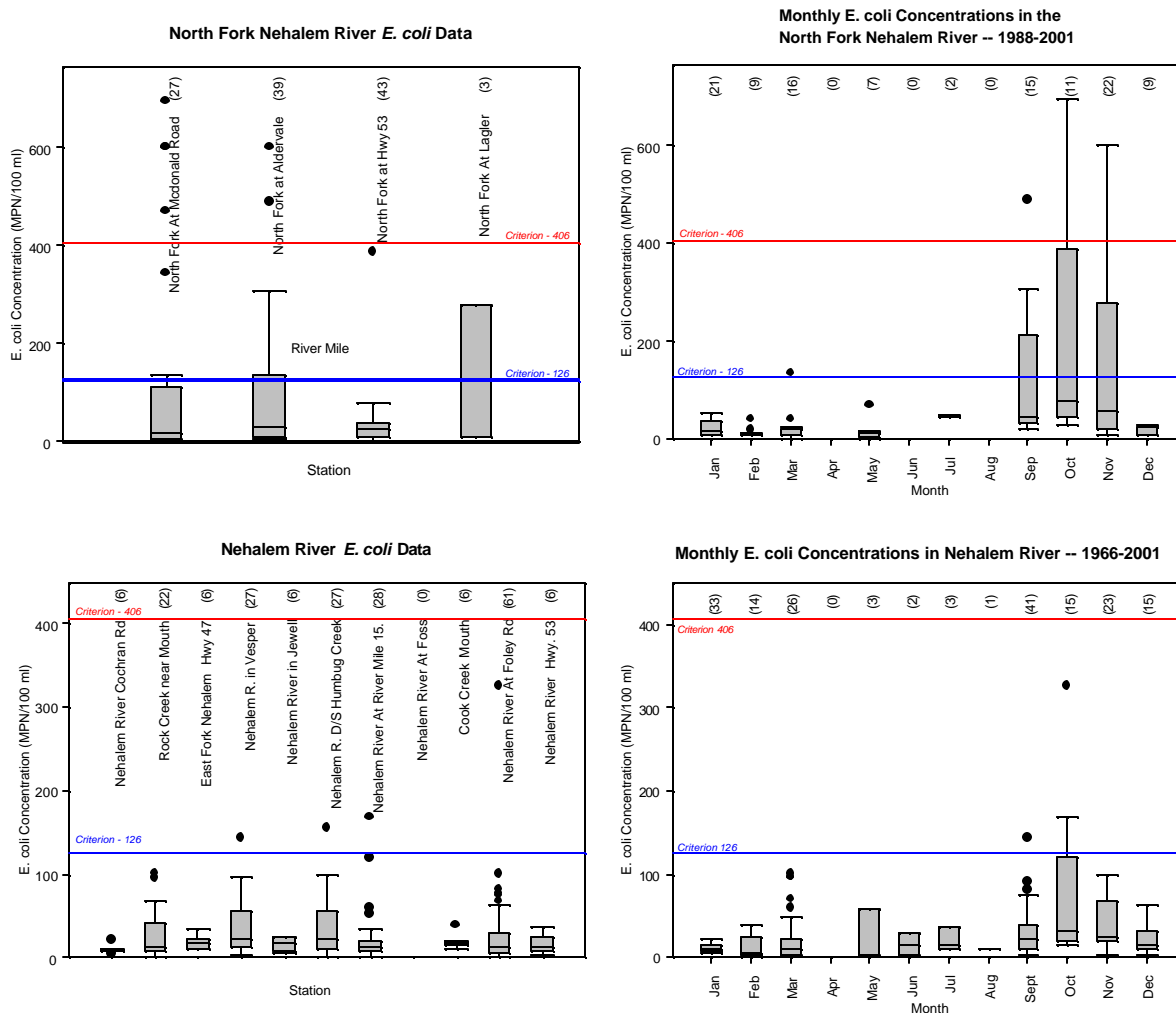 North Fork Nehalem River E. coli Data
E. coli Concentration (MPN/100 ml)
600
400
200
0
(27)
(39)
(43)
(3)
North Fork At Mcdonald Road
North Fork at Aldervale
North Fork at Hwy 53
North Fork At Lagler
Criterion - 406
River Mile
Criterion - 126
Station
Monthly E. coli Concentrations in the
North Fork Nehalem River -- 1988-2001
E. coli Concentration (MPN/100 ml)
600
400
200
0
(21)
(9)
(16)
(0)
(7)
(0)
(2)
(0)
(15)
(11)
(22)
(9)
Criterion - 406
Criterion - 126
Jan
Feb
Mar
Apr
May
Jun
Jul
Aug
Sep
Oct
Nov
Dec
Month
Nehalem River E. coli Data
E. coli Concentration (MPN/100 ml)
400
300
200
100
0
(6)
(22)
(6)
(27)
(6)
(27)
(28)
(0)
(6)
(61)
(6)
Criterion - 406
Nehalem River Cochran Rd
Rock Creek near Mouth
East Fork Nehalem Hwy 47
Nehalem R. in Vesper
Nehalem River in Jewell
Nehalem R. D/S Humbug Creek
Nehalem River At River Mile 15.
Nehalem River At Foss
Cook Creek Mouth
Nehalem River At Foley Rd
Nehalem River Hwy. 53
Criterion - 126
Station
Monthly E. coli Concentrations in Nehalem River -- 1966-2001
E. coli Concentration (MPN/100 ml)
400
300
200
100
0
(33)
(14)
(26)
(0)
(3)
(2)
(3)
(1)
(41)
(15)
(23)
(15)
Criterion 406
Criterion 126
Jan
Feb
Mar
Apr
May
Jun
Jul
Aug
Sept
Oct
Nov
Dec
Month